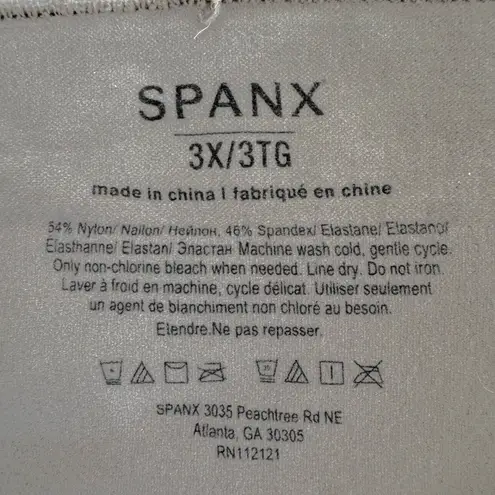 SPANX
3X/3TG
made in china | fabriqué en chine
54% Nylon/ Nailon/ Нейлон, 46% Spandex/ Elastane/ Elastanor
Elasthanne/ Elastan/ Эластан Machine wash cold, gentle cycle.
Only non-chlorine bleach when needed. Line dry. Do not iron.
Laver à froid en machine, cycle délicat. Utiliser seulement
un agent de blanchiment non chloré au besoin.
Etendre.Ne pas repasser.
SPANX 3035 Peachtree Rd NE
Atlanta, GA 30305
RN112121